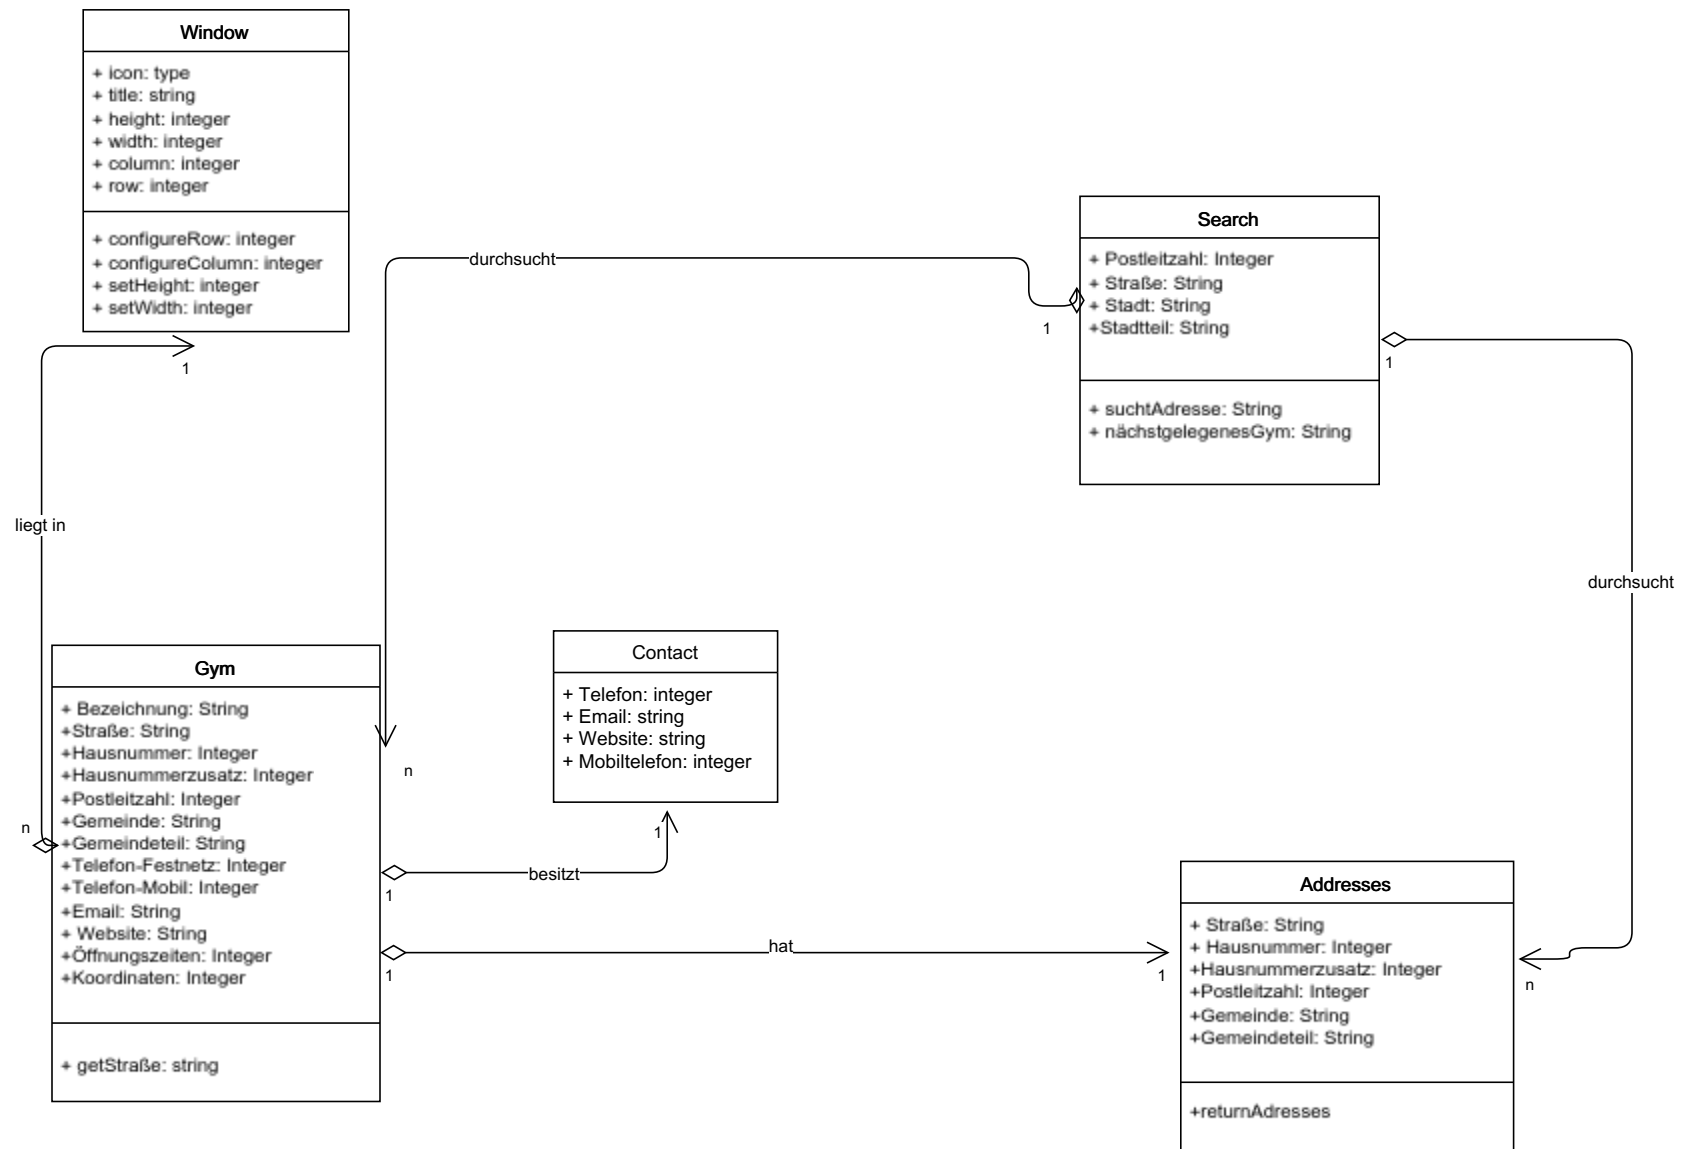 Window
+ icon: type
+ title: string
+ height: integer
+ width: integer
+ column: integer
+ row: integer
+ configureRow: integer
+ configureColumn: integer
+ setHeight: integer
+ setWidth: integer
1
liegt in
n
durchsucht
1
n
Search
+ Postleitzahl: Integer
+ Straße: String
+ Stadt: String
+Stadtteil: String
+ suchtAdresse: String
+ nächstgelegenesGym: String
1
durchsucht
n
Gym
+ Bezeichnung: String
+Straße: String
+Hausnummer: Integer
+Hausnummerzusatz: Integer
+Postleitzahl: Integer
+Gemeinde: String
+Gemeindeteil: String
+Telefon-Festnetz: Integer
+Telefon-Mobil: Integer
+Email: String
+ Website: String
+Öffnungszeiten: Integer
+Koordinaten: Integer
+ getStraße: string
Contact
+ Telefon: integer
+ Email: string
+ Website: string
+ Mobiltelefon: integer
1
besitzt
1
1
hat
1
Addresses
+ Straße: String
+ Hausnummer: Integer
+Hausnummerzusatz: Integer
+Postleitzahl: Integer
+Gemeinde: String
+Gemeindeteil: String
+returnAdresses